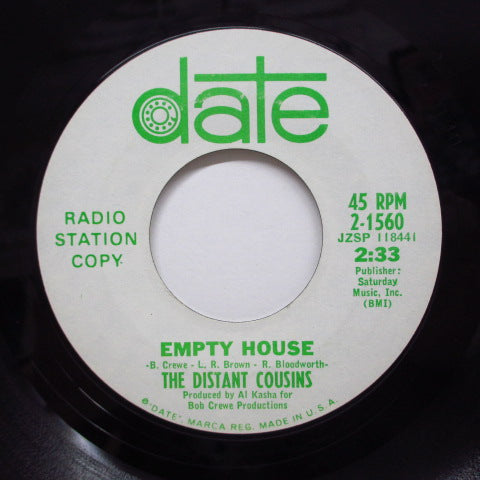 date
RADIO
STATION
COPY
45 RPM
2-1560
JZSP 118441
2:33
Publisher:
Saturday
Music, Inc.
(BMI)
EMPTY HOUSE
-B. Crewe - L. R. Brown - R. Bloodworth-
THE DISTANT COUSINS
Produced by Al Kasha for
Bob Crewe Productions
® 'DATE' MARCA REG. MADE IN U.S.A.